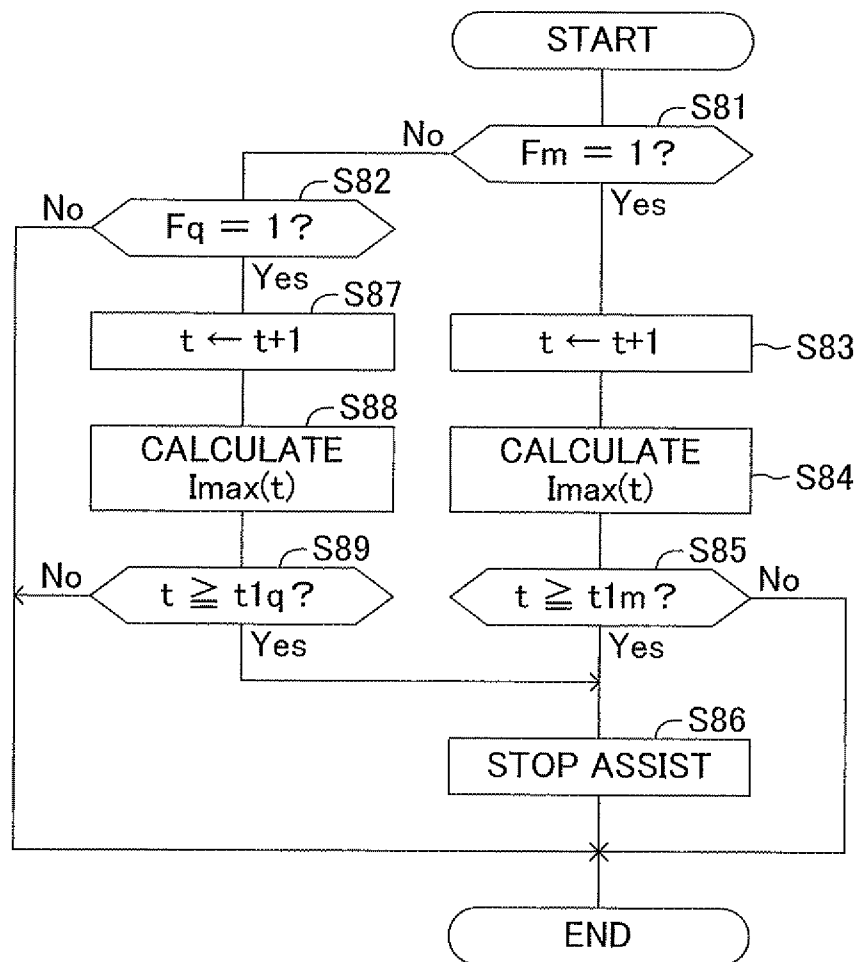 START
S81
No
Fm = 1?
Yes
S82
No
Fq = 1?
Yes
S87
t ← t+1
t ← t+1
S83
S88
CALCULATE
Imax(t)
CALCULATE
Imax(t)
S84
S89
No
t ≧ t1q?
Yes
S85
t ≧ t1m?
No
Yes
S86
STOP ASSIST
END